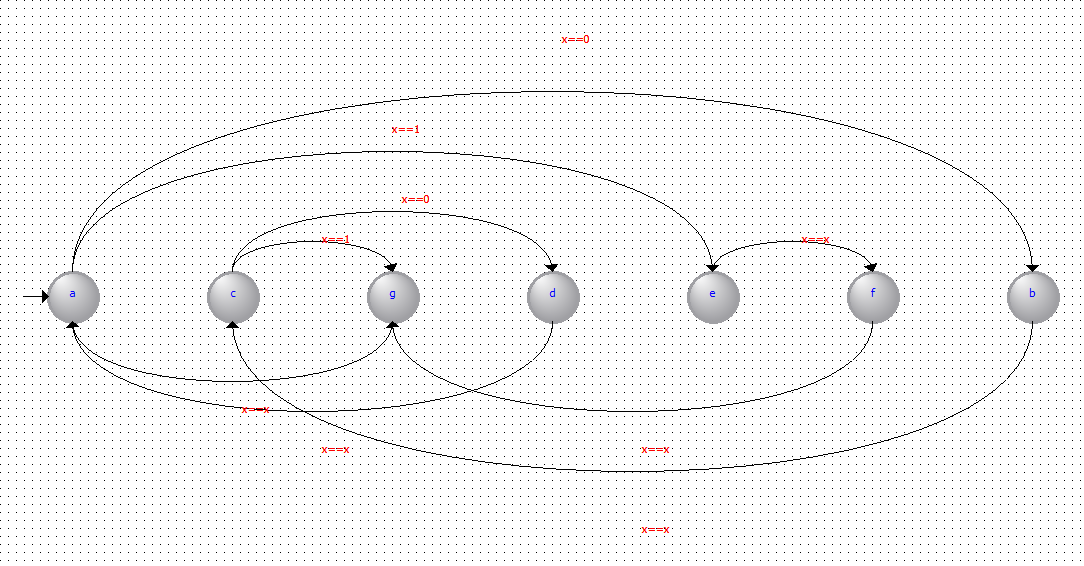 x==0
x==1
x==0
x==1
x==x
a
c
g
d
e
f
b
x==x
x==x
x==x
x==x